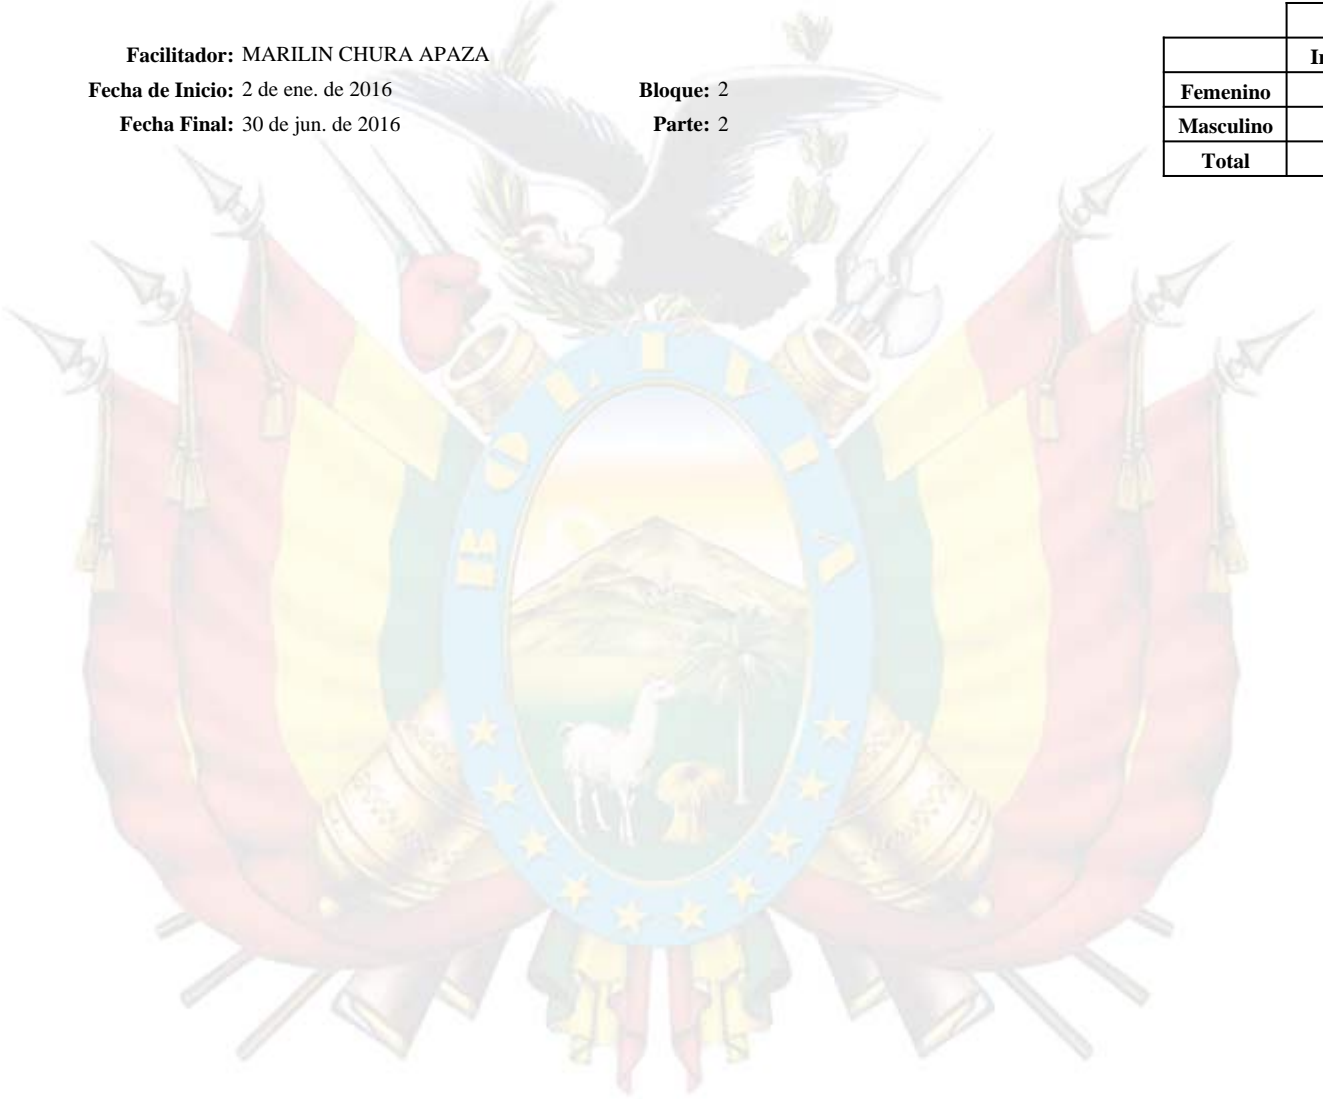 Facilitador: MARILIN CHURA APAZA
Fecha de Inicio: 2 de ene. de 2016 Bloque: 2
Fecha Final: 30 de jun. de 2016 Parte: 2
Femenino
Masculino
Total
BOLIVIA